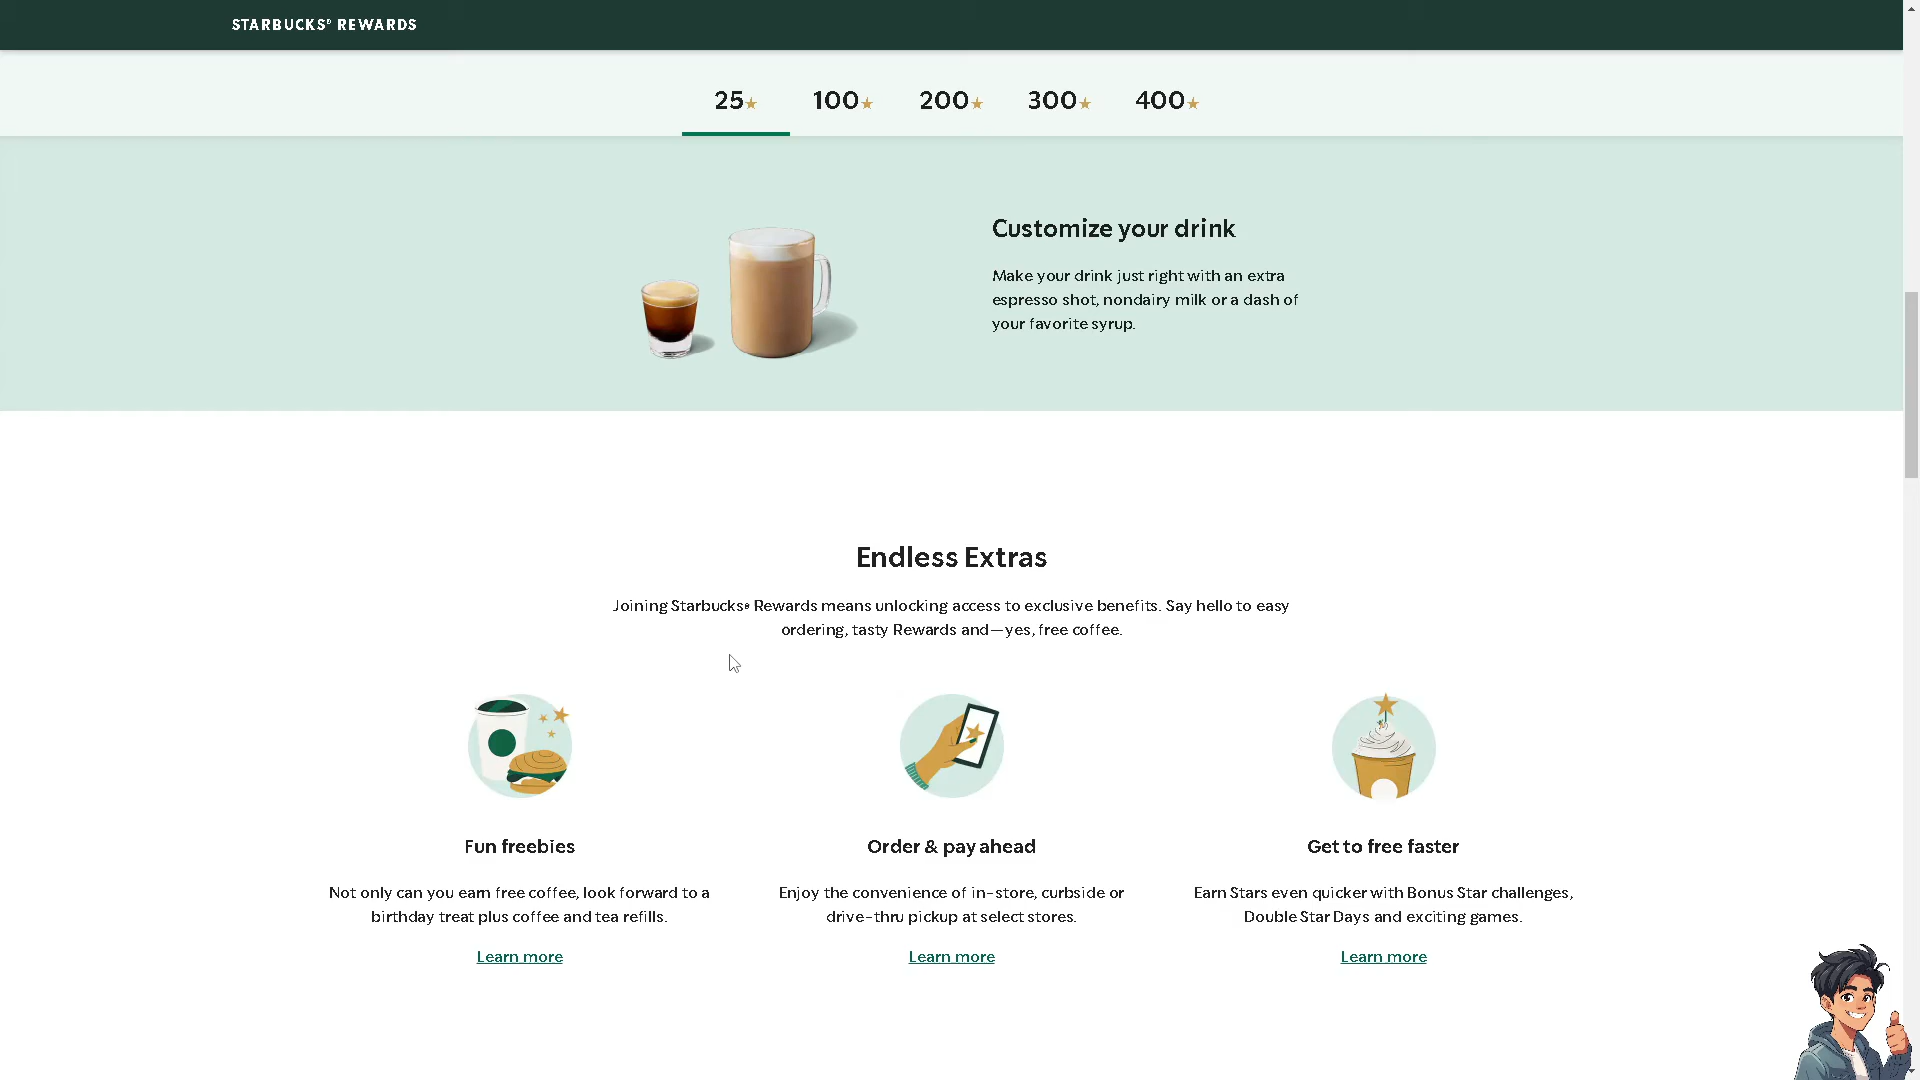 STARBUCKS® REWARDS
25★ 100★ 200★ 300★ 400★
Customize your drink
Make your drink just right with an extra
espresso shot, nondairy milk or a dash of
your favorite syrup.
Endless Extras
Joining Starbucks® Rewards means unlocking access to exclusive benefits. Say hello to easy
ordering, tasty Rewards and—yes, free coffee.
Fun freebies
Not only can you earn free coffee, look forward to a
birthday treat plus coffee and tea refills.
Learn more
Order & pay ahead
Enjoy the convenience of in-store, curbside or
drive-thru pickup at select stores.
Learn more
Get to free faster
Earn Stars even quicker with Bonus Star challenges,
Double Star Days and exciting games.
Learn more